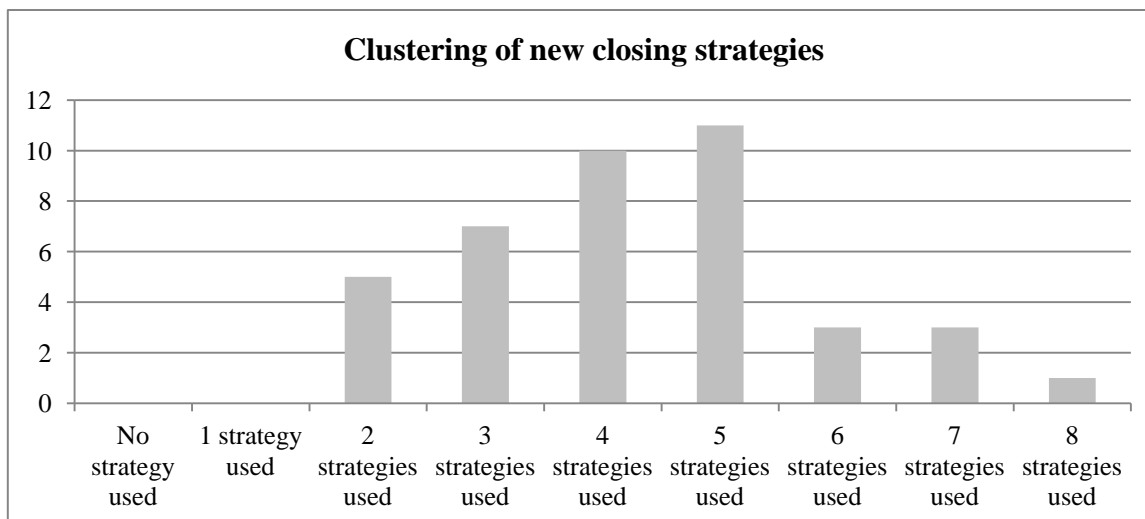 Clustering of new closing strategies
12
10
8
6
4
2
0
No
strategy
used
1 strategy
used
2
strategies
used
3
strategies
used
4
strategies
used
5
strategies
used
6
strategies
used
7
strategies
used
8
strategies
used